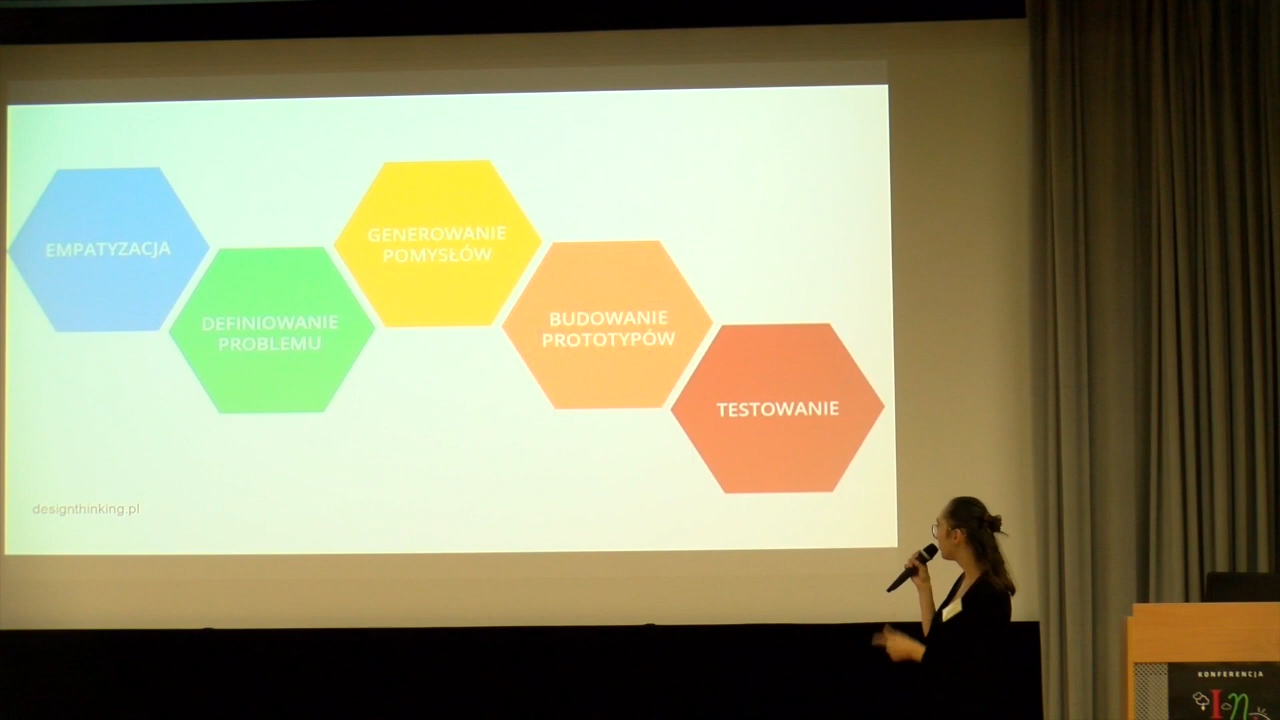 EMPATYZACJA
DEFINIOWANIE
PROBLEMU
GENEROWANIE
POMYSŁÓW
BUDOWANIE
PROTOTYPÓW
TESTOWANIE
designthinking.pl
KONFERENCJA